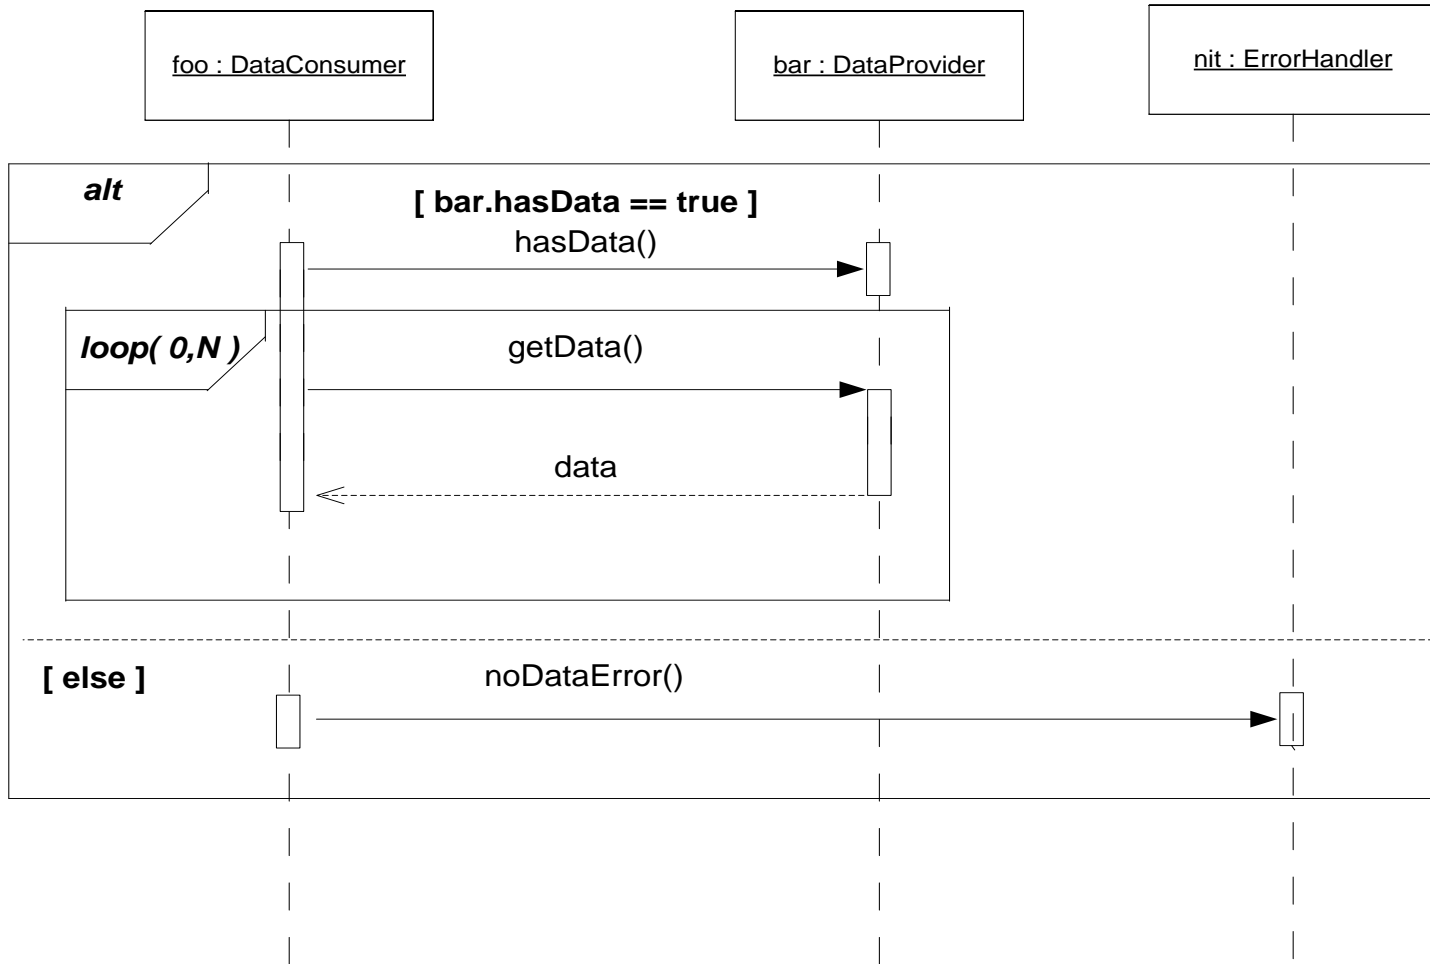 foo : DataConsumer
bar : DataProvider
nit : ErrorHandler
alt
[ bar.hasData == true ]
hasData()
loop( 0,N )
getData()
data
[ else ]
noDataError()